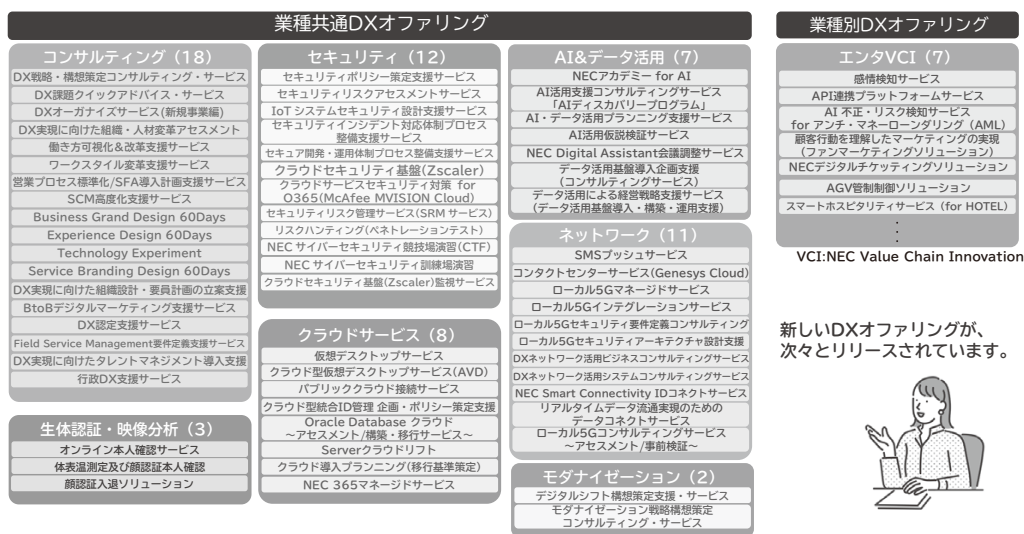 業種共通DXオファリング
コンサルティング（18）
DX戦略・構想策定コンサルティング・サービス
DX課題クイックアドバイス・サービス
DXオーガナイズサービス(新規事業編)
DX実現に向けた組織・人材変革アセスメント
働き方可視化＆改革支援サービス
ワークスタイル変革支援サービス
営業プロセス標準化/SFA導入計画支援サービス
SCM高度化支援サービス
Business Grand Design 60Days
Experience Design 60Days
Technology Experiment
Service Branding Design 60Days
DX実現に向けた組織設計・要員計画の立案支援
BtoBデジタルマーケティング支援サービス
DX認定支援サービス
Field Service Management要件定義支援サービス
DX実現に向けたタレントマネジメント導入支援
行政DX支援サービス
生体認証・映像分析（3）
オンライン本人確認サービス
体表温測定及び顔認証本人確認
顔認証入退ソリューション
セキュリティ（12）
セキュリティポリシー策定支援サービス
セキュリティリスクアセスメントサービス
IoT システムセキュリティ設計支援サービス
セキュリティインシデント対応体制プロセス
整備支援サービス
セキュア開発・運用体制プロセス整備支援サービス
クラウドセキュリティ基盤(Zscaler)
クラウドサービスセキュリティ対策 for
O365(McAfee MVISION Cloud)
セキュリティリスク管理サービス(SRM サービス)
リスクハンティング(ペネトレーションテスト)
NEC サイバーセキュリティ競技場演習(CTF)
NEC サイバーセキュリティ訓練場演習
クラウドセキュリティ基盤(Zscaler)監視サービス
クラウドサービス（8）
仮想デスクトップサービス
クラウド型仮想デスクトップサービス(AVD)
パブリッククラウド接続サービス
クラウド型統合ID管理 企画・ポリシー策定支援
Oracle Database クラウド
～アセスメント/構築・移行サービス～
Serverクラウドリフト
クラウド導入プランニング(移行基準策定)
NEC 365マネージドサービス
AI&データ活用（7）
NECアカデミー for AI
AI活用支援コンサルティングサービス
「AIディスカバリープログラム」
AI・データ活用プランニング支援サービス
AI活用仮説検証サービス
NEC Digital Assistant会議調整サービス
データ活用基盤導入企画支援
（コンサルティングサービス）
データ活用による経営戦略支援サービス
（データ活用基盤導入・構築・運用支援）
ネットワーク（11）
SMSプッシュサービス
コンタクトセンターサービス(Genesys Cloud)
ローカル5Gマネージドサービス
ローカル5Gインテグレーションサービス
ローカル5Gセキュリティ要件定義コンサルティング
ローカル5Gセキュリティアーキテクチャ設計支援
DXネットワーク活用ビジネスコンサルティングサービス
DXネットワーク活用システムコンサルティングサービス
NEC Smart Connectivity IDコネクトサービス
リアルタイムデータ流通実現のための
データコネクトサービス
ローカル5Gコンサルティングサービス
～アセスメント/事前検証～
モダナイゼーション（2）
デジタルシフト構想策定支援・サービス
モダナイゼーション戦略構想策定
コンサルティング・サービス
業種別DXオファリング
エンタVCI（7）
感情検知サービス
API連携プラットフォームサービス
AI 不正・リスク検知サービス
for アンチ・マネーローンダリング（AML）
顧客行動を理解したマーケティングの実現
（ファンマーケティングソリューション）
NECデジタルチケッティングソリューション
AGV管制制御ソリューション
スマートホスピタリティサービス（for HOTEL）
VCI:NEC Value Chain Innovation
新しいDXオファリングが、
次々とリリースされています。